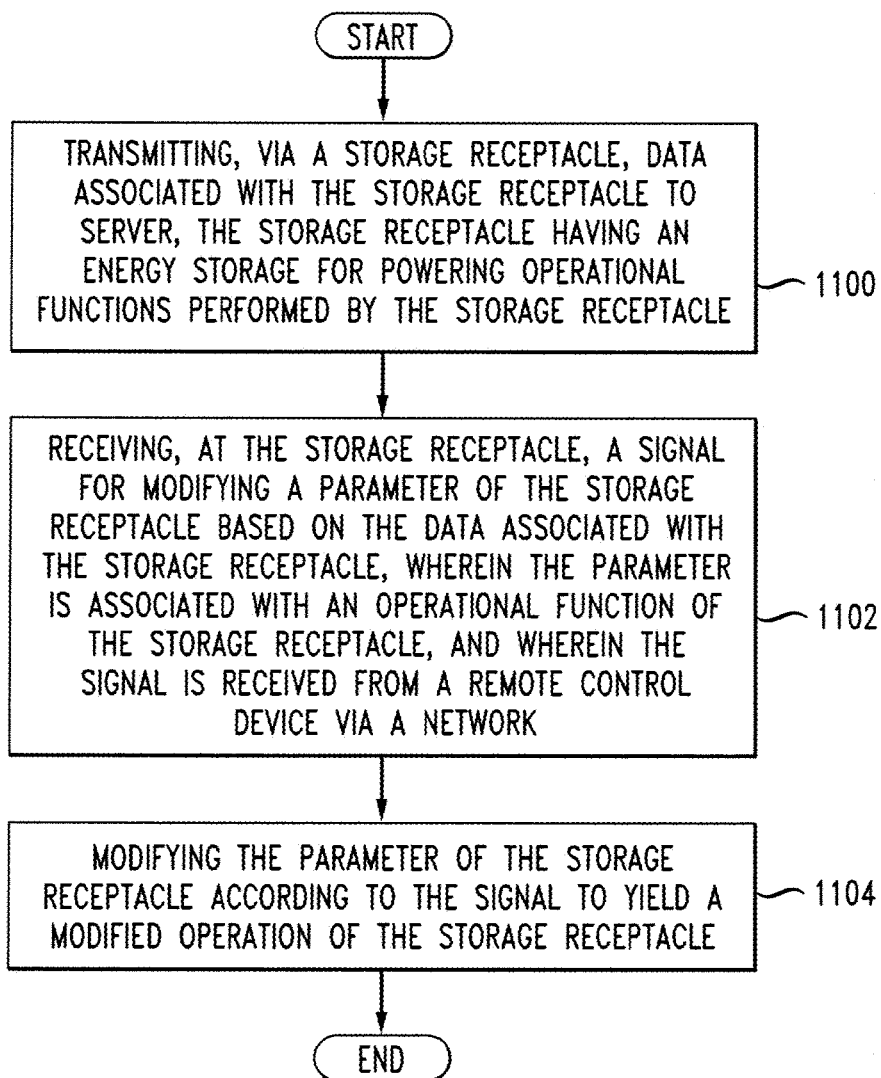 START
TRANSMITTING, VIA A STORAGE RECEPTACLE, DATA
ASSOCIATED WITH THE STORAGE RECEPTACLE TO
SERVER, THE STORAGE RECEPTACLE HAVING AN
ENERGY STORAGE FOR POWERING OPERATIONAL
FUNCTIONS PERFORMED BY THE STORAGE RECEPTACLE
1100
RECEIVING, AT THE STORAGE RECEPTACLE, A SIGNAL
FOR MODIFYING A PARAMETER OF THE STORAGE
RECEPTACLE BASED ON THE DATA ASSOCIATED WITH
THE STORAGE RECEPTACLE, WHEREIN THE PARAMETER
IS ASSOCIATED WITH AN OPERATIONAL FUNCTION OF
THE STORAGE RECEPTACLE, AND WHEREIN THE
SIGNAL IS RECEIVED FROM A REMOTE CONTROL
DEVICE VIA A NETWORK
1102
MODIFYING THE PARAMETER OF THE STORAGE
RECEPTACLE ACCORDING TO THE SIGNAL TO YIELD A
MODIFIED OPERATION OF THE STORAGE RECEPTACLE
1104
END